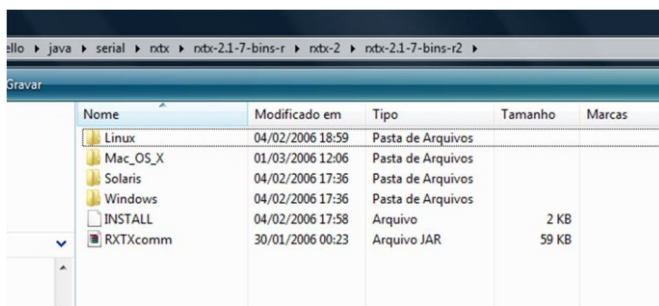 ello ▸ java ▸ serial ▸ rxtx ▸ rxtx-2.1-7-bins-r ▸ rxtx-2 ▸ rxtx-2.1-7-bins-r2 ▸
Gravar
Nome Modificado em Tipo Tamanho Marcas
Linux 04/02/2006 18:59 Pasta de Arquivos
Mac_OS_X 01/03/2006 12:06 Pasta de Arquivos
Solaris 04/02/2006 17:36 Pasta de Arquivos
Windows 04/02/2006 17:36 Pasta de Arquivos
INSTALL 04/02/2006 17:58 Arquivo 2 KB
RXTXcomm 30/01/2006 00:23 Arquivo JAR 59 KB